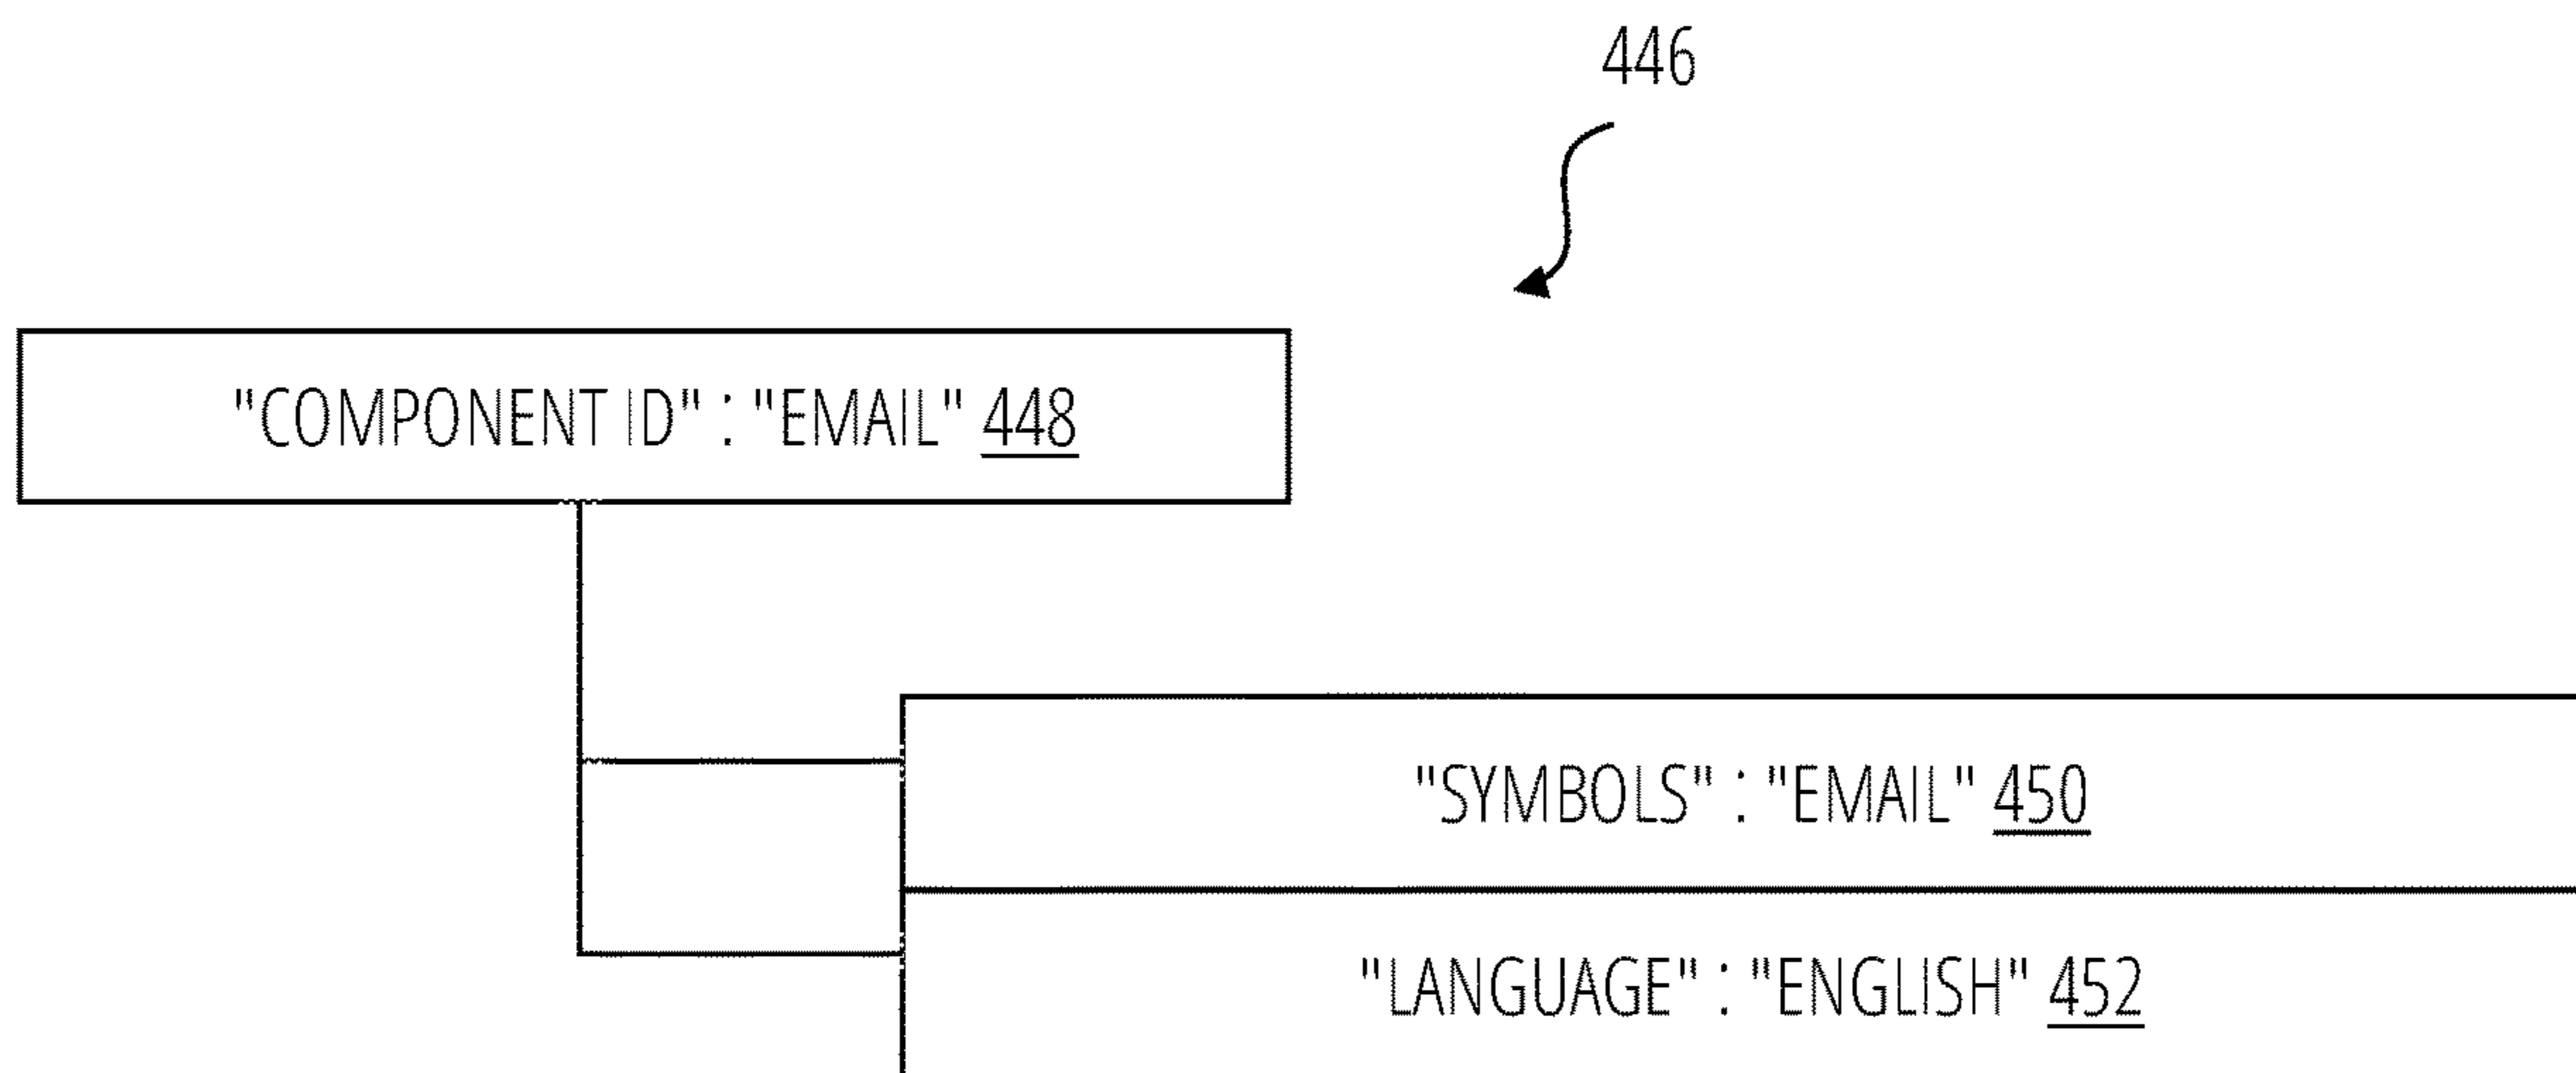 446
"COMPONENT ID" : "EMAIL" 448
"SYMBOLS" : "EMAIL" 450
"LANGUAGE" : "ENGLISH" 452